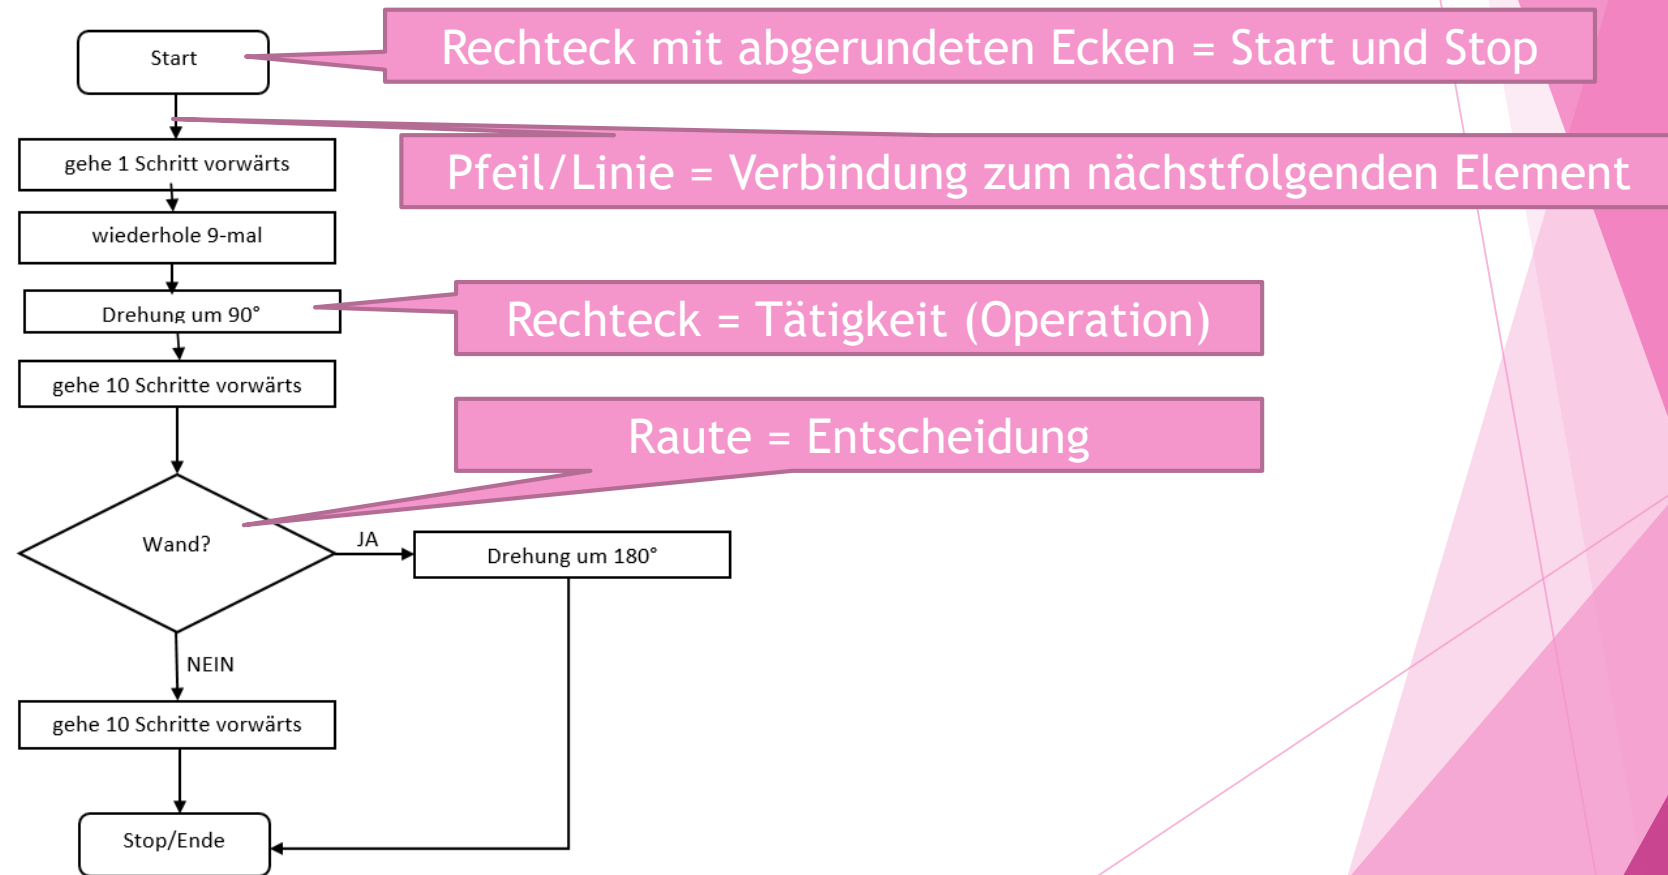 Start
Rechteck mit abgerundeten Ecken = Start und Stop
Pfeil/Linie = Verbindung zum nächstfolgenden Element
gehe 1 Schritt vorwärts
wiederhole 9-mal
Drehung um 90°
Rechteck = Tätigkeit (Operation)
gehe 10 Schritte vorwärts
Raute = Entscheidung
Wand?
JA
Drehung um 180°
NEIN
gehe 10 Schritte vorwärts
Stop/Ende